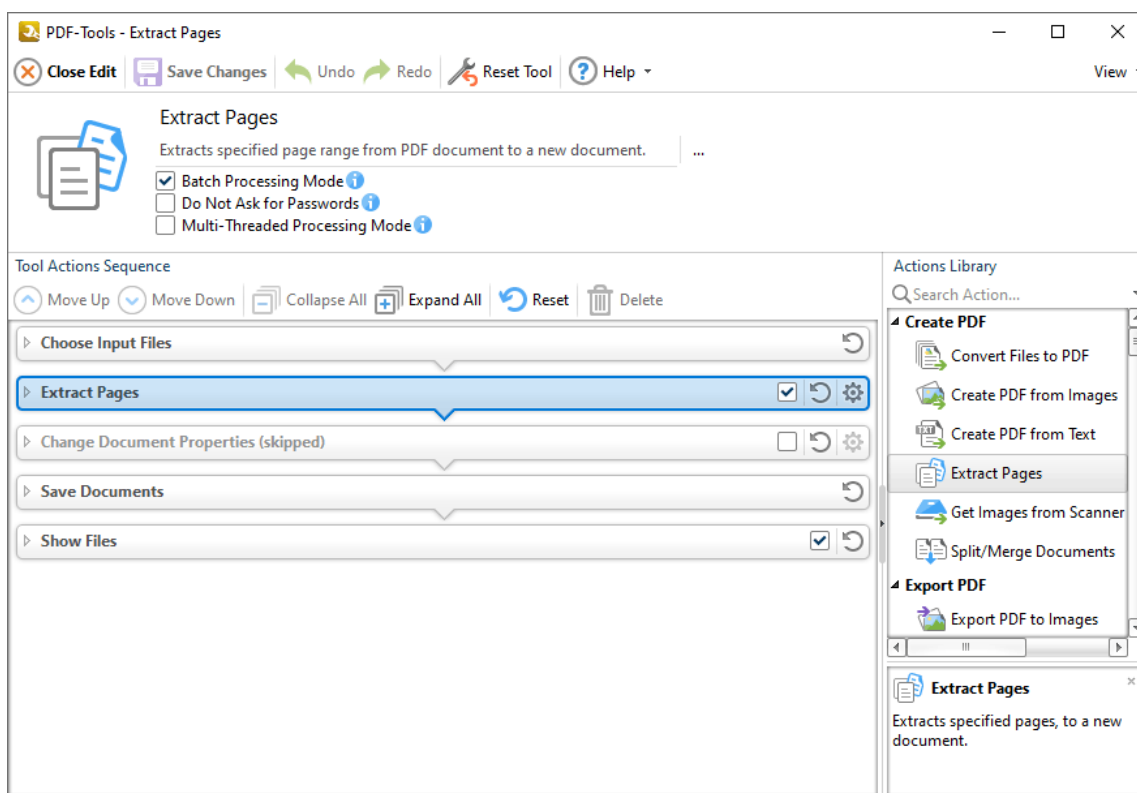 PDF-Tools - Extract Pages
Close Edit Save Changes Undo Redo Reset Tool ? Help View
Extract Pages
Extracts specified page range from PDF document to a new document. ...
Batch Processing Mode i
Do Not Ask for Passwords i
Multi-Threaded Processing Mode i
Tool Actions Sequence
Move Up Move Down Collapse All Expand All Reset Delete
Choose Input Files
Extract Pages
Change Document Properties (skipped)
Save Documents
Show Files
Actions Library
Search Action...
Create PDF
Convert Files to PDF
Create PDF from Images
TXT Create PDF from Text
Extract Pages
Get Images from Scanner
Split/Merge Documents
Export PDF
Export PDF to Images
Extract Pages
Extracts specified pages, to a new
document.